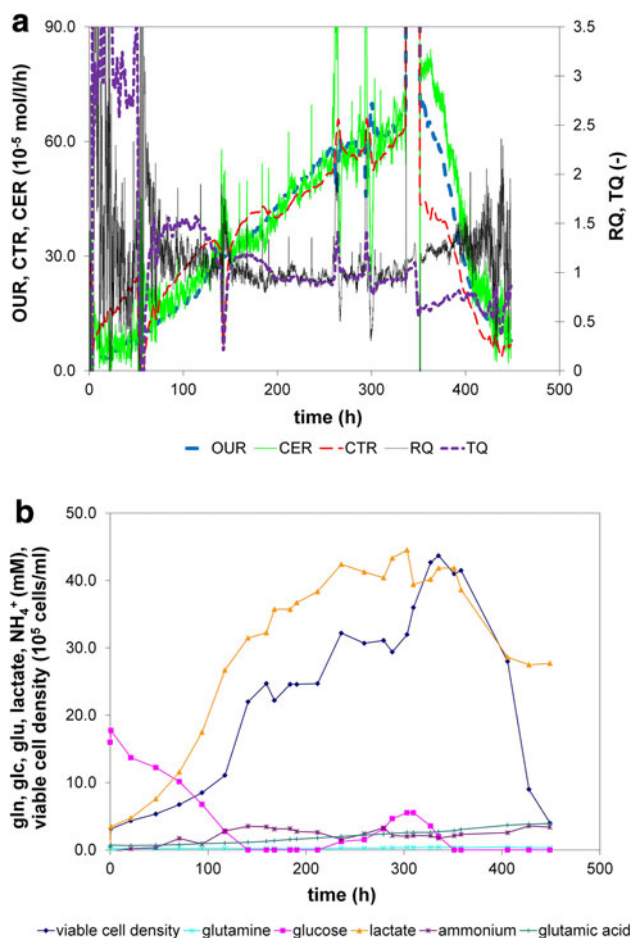 a
90.0
60.0
30.0
0.0
OUR, CTR, CER (10⁻⁵ mol/l/h)
3.5
3
2.5
2
1.5
1
0.5
0
RQ, TQ (-)
0 100 200 300 400 500
time (h)
OUR CER CTR RQ TQ
b
50.0
40.0
30.0
20.0
10.0
0.0
gln, glc, glu, lactate, NH₄⁺ (mM),
viable cell density (10⁵ cells/ml)
0 100 200 300 400 500
time (h)
viable cell density glutamine glucose lactate ammonium glutamic acid